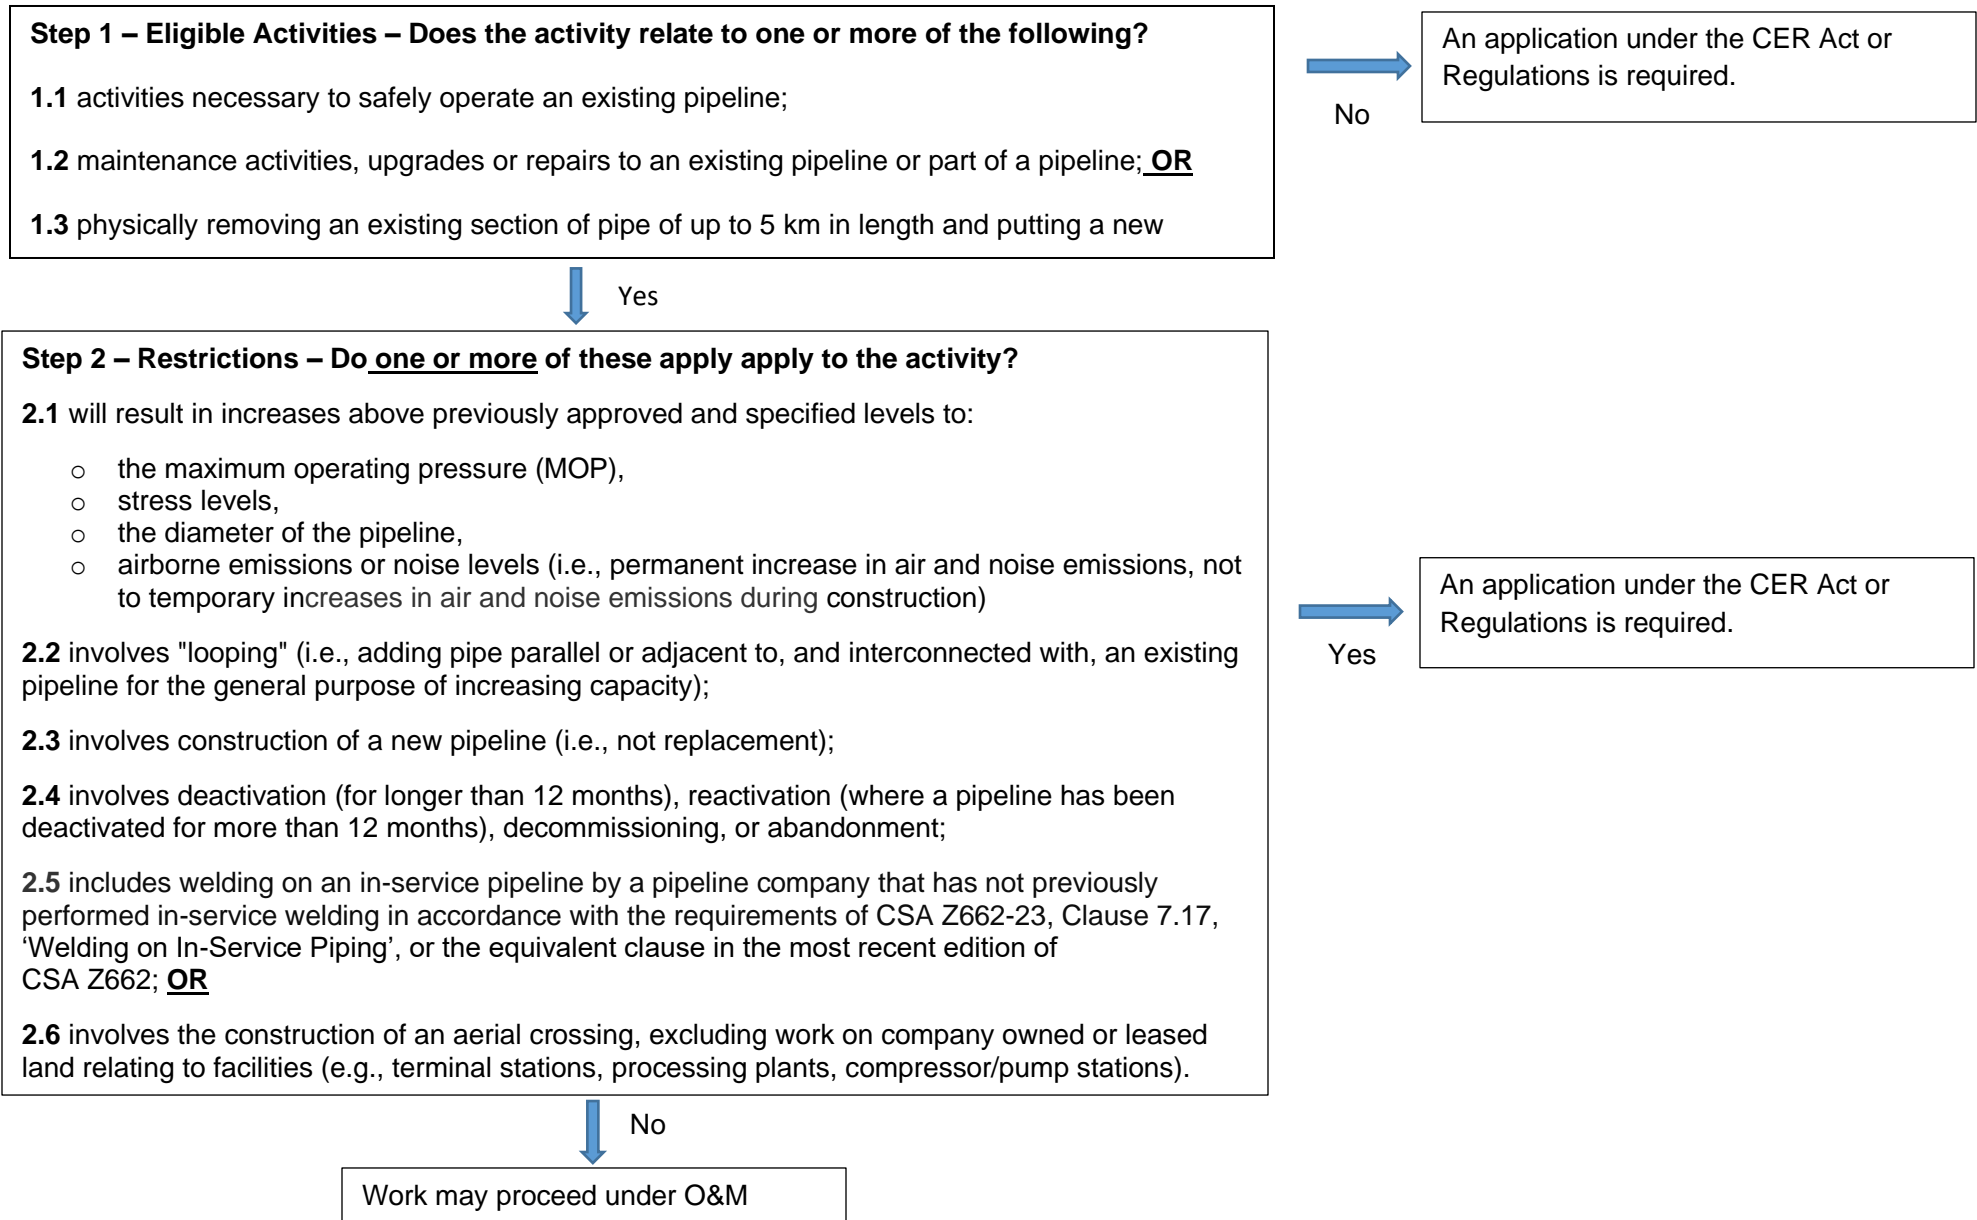 Step 1 – Eligible Activities – Does the activity relate to one or more of the following?
1.1 activities necessary to safely operate an existing pipeline;
1.2 maintenance activities, upgrades or repairs to an existing pipeline or part of a pipeline; OR
1.3 physically removing an existing section of pipe of up to 5 km in length and putting a new
No
An application under the CER Act or
Regulations is required.
Yes
Step 2 – Restrictions – Do one or more of these apply apply to the activity?
2.1 will result in increases above previously approved and specified levels to:
o the maximum operating pressure (MOP),
o stress levels,
o the diameter of the pipeline,
o airborne emissions or noise levels (i.e., permanent increase in air and noise emissions, not
to temporary increases in air and noise emissions during construction)
2.2 involves "looping" (i.e., adding pipe parallel or adjacent to, and interconnected with, an existing
pipeline for the general purpose of increasing capacity);
2.3 involves construction of a new pipeline (i.e., not replacement);
2.4 involves deactivation (for longer than 12 months), reactivation (where a pipeline has been
deactivated for more than 12 months), decommissioning, or abandonment;
2.5 includes welding on an in-service pipeline by a pipeline company that has not previously
performed in-service welding in accordance with the requirements of CSA Z662-23, Clause 7.17,
‘Welding on In-Service Piping’, or the equivalent clause in the most recent edition of
CSA Z662; OR
2.6 involves the construction of an aerial crossing, excluding work on company owned or leased
land relating to facilities (e.g., terminal stations, processing plants, compressor/pump stations).
Yes
An application under the CER Act or
Regulations is required.
No
Work may proceed under O&M